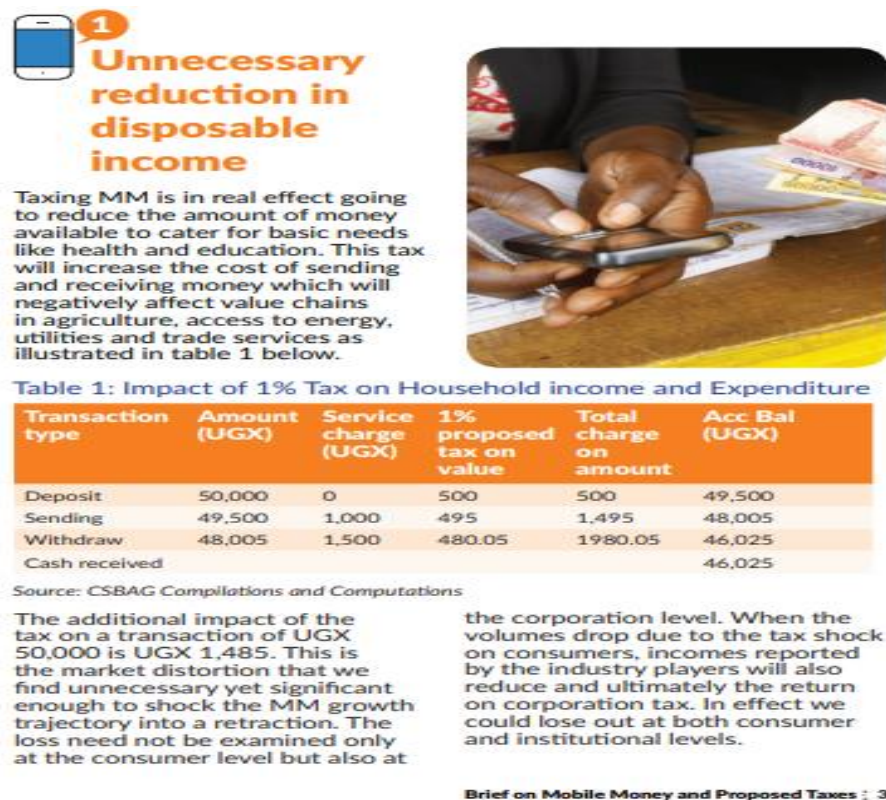 1
Unnecessary
reduction in
disposable
income
Taxing MM is in real effect going
to reduce the amount of money
available to cater for basic needs
like health and education. This tax
will increase the cost of sending
and receiving money which will
negatively affect value chains
in agriculture, access to energy,
utilities and trade services as
illustrated in table 1 below.
Table 1: Impact of 1% Tax on Household income and Expenditure
Transaction type Amount (UGX) Service charge (UGX) 1% proposed tax on value Total charge on amount Acc Bal (UGX)
Deposit 50,000 0 500 500 49,500
Sending 49,500 1,000 495 1,495 48,005
Withdraw 48,005 1,500 480.05 1980.05 46,025
Cash received 46,025
Source: CSBAG Compilations and Computations
The additional impact of the
tax on a transaction of UGX
50,000 is UGX 1,485. This is
the market distortion that we
find unnecessary yet significant
enough to shock the MM growth
trajectory into a retraction. The
loss need not be examined only
at the consumer level but also at
the corporation level. When the
volumes drop due to the tax shock
on consumers, incomes reported
by the industry players will also
reduce and ultimately the return
on corporation tax. In effect we
could lose out at both consumer
and institutional levels.
Brief on Mobile Money and Proposed Taxes : 3